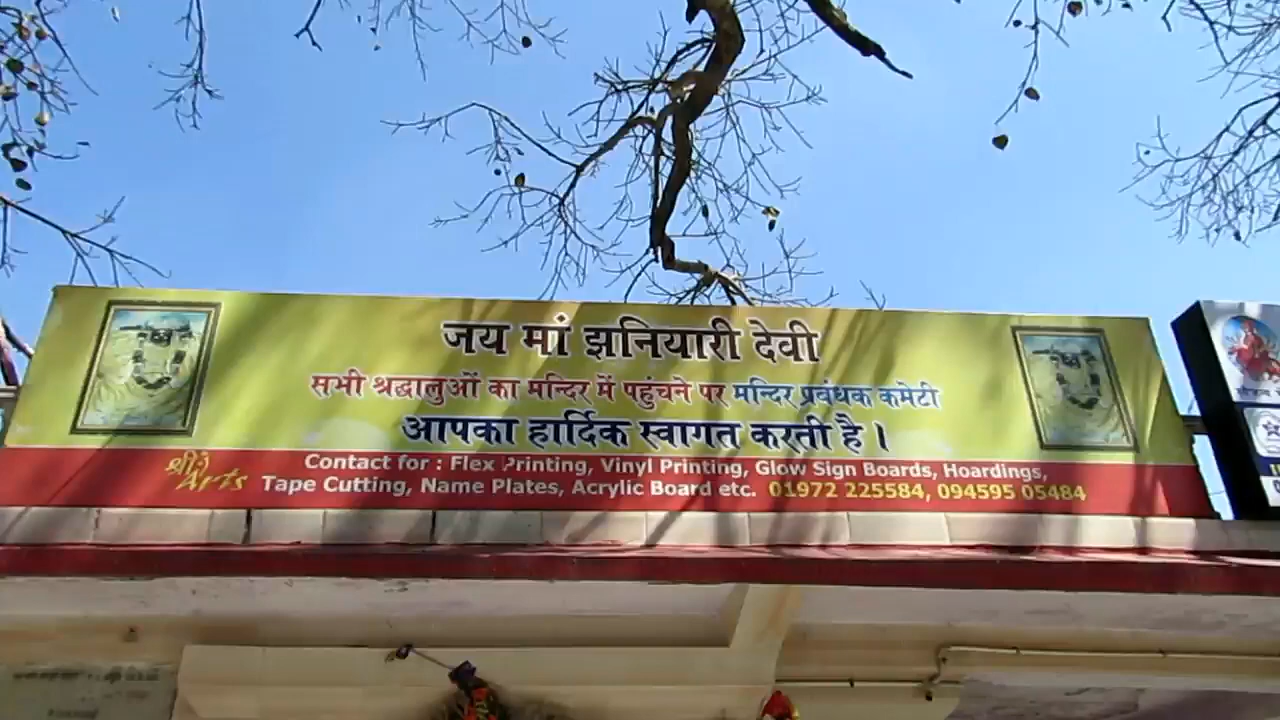 जय मां झनियारी देवी
सभी श्रद्धालुओं का मन्दिर में पहुंचने पर मन्दिर प्रबंधक कमेटी
आपका हार्दिक स्वागत करती है ।
श्री Arts
Contact for : Flex Printing, Vinyl Printing, Glow Sign Boards, Hoardings,
Tape Cutting, Name Plates, Acrylic Board etc. 01972 225584, 094595 05484